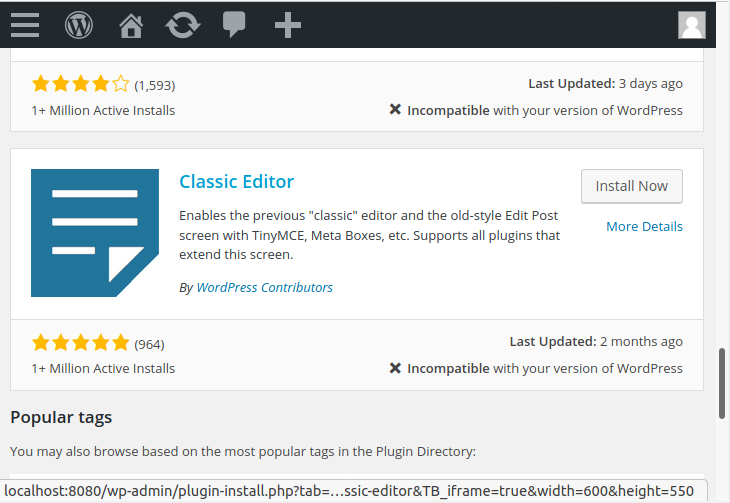 (1,593)
Last Updated: 3 days ago
1+ Million Active Installs
Incompatible with your version of WordPress
Classic Editor
Install Now
Enables the previous "classic" editor and the old-style Edit Post
screen with TinyMCE, Meta Boxes, etc. Supports all plugins that
extend this screen.
More Details
By WordPress Contributors
(964)
Last Updated: 2 months ago
1+ Million Active Installs
Incompatible with your version of WordPress
Popular tags
You may also browse based on the most popular tags in the Plugin Directory:
localhost:8080/wp-admin/plugin-install.php?tab=…ssic-editor&TB_iframe=true&width=600&height=550